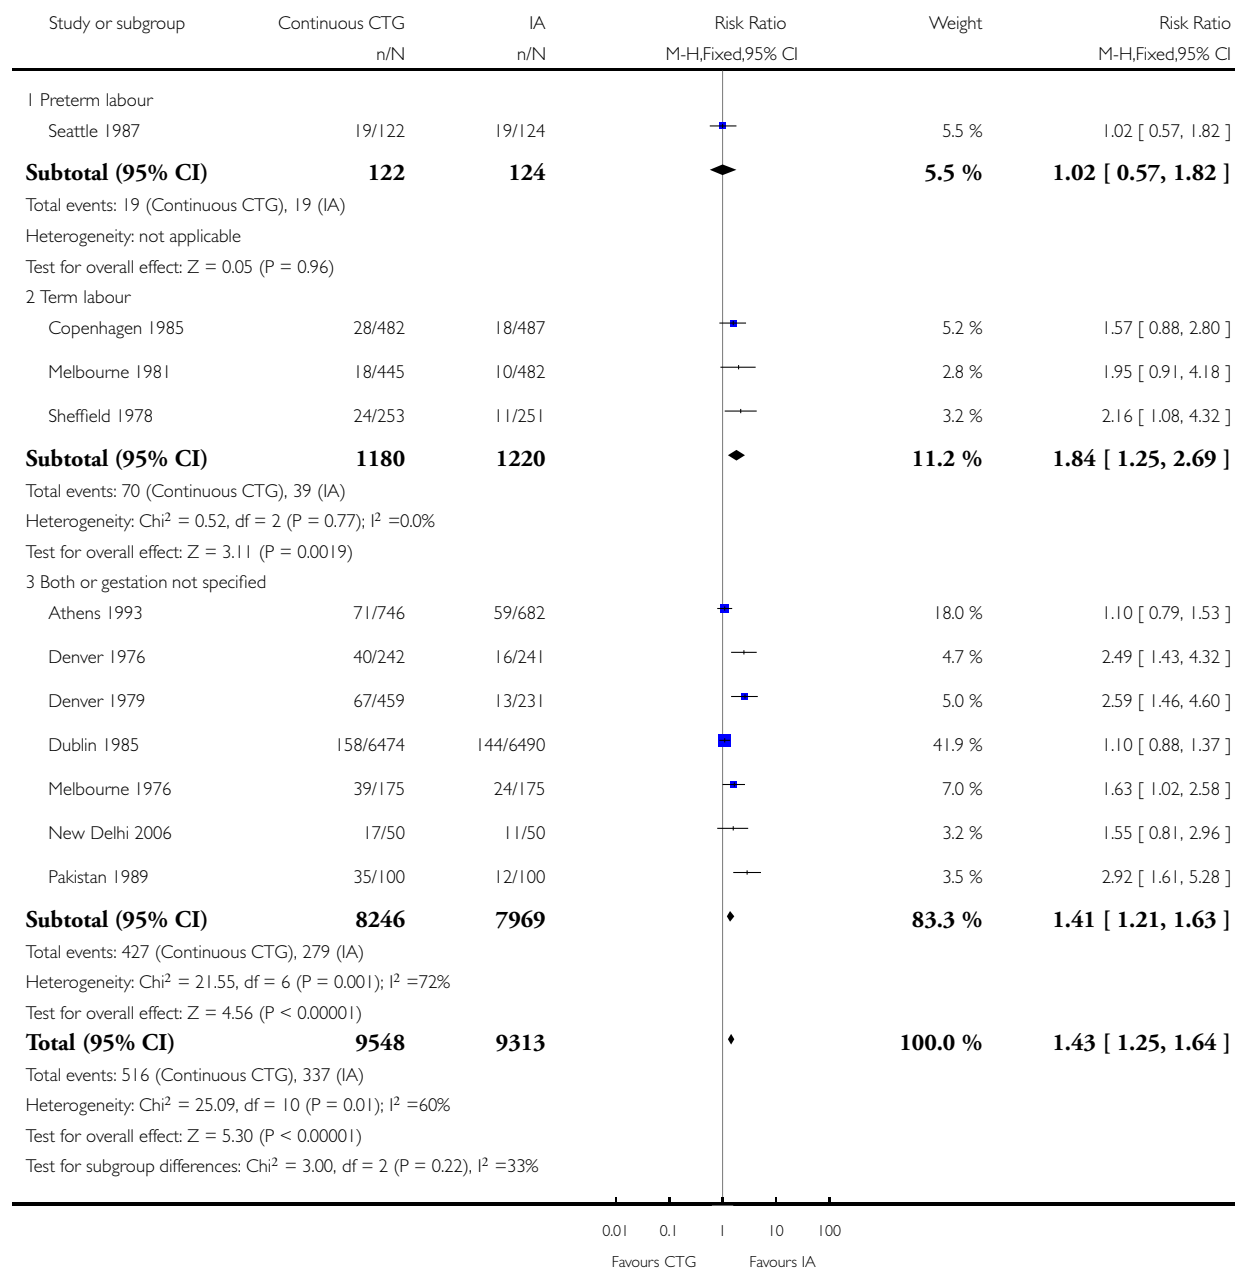 Study or subgroup Continuous CTG IA Risk Ratio Weight Risk Ratio
n/N n/N M-H,Fixed,95% CI M-H,Fixed,95% CI
1 Preterm labour
Seattle 1987 19/122 19/124 5.5 % 1.02 [ 0.57, 1.82 ]
Subtotal (95% CI) 122 124 5.5 % 1.02 [ 0.57, 1.82 ]
Total events: 19 (Continuous CTG), 19 (IA)
Heterogeneity: not applicable
Test for overall effect: Z = 0.05 (P = 0.96)
2 Term labour
Copenhagen 1985 28/482 18/487 5.2 % 1.57 [ 0.88, 2.80 ]
Melbourne 1981 18/445 10/482 2.8 % 1.95 [ 0.91, 4.18 ]
Sheffield 1978 24/253 11/251 3.2 % 2.16 [ 1.08, 4.32 ]
Subtotal (95% CI) 1180 1220 11.2 % 1.84 [ 1.25, 2.69 ]
Total events: 70 (Continuous CTG), 39 (IA)
Heterogeneity: Chi² = 0.52, df = 2 (P = 0.77); I² =0.0%
Test for overall effect: Z = 3.11 (P = 0.0019)
3 Both or gestation not specified
Athens 1993 71/746 59/682 18.0 % 1.10 [ 0.79, 1.53 ]
Denver 1976 40/242 16/241 4.7 % 2.49 [ 1.43, 4.32 ]
Denver 1979 67/459 13/231 5.0 % 2.59 [ 1.46, 4.60 ]
Dublin 1985 158/6474 144/6490 41.9 % 1.10 [ 0.88, 1.37 ]
Melbourne 1976 39/175 24/175 7.0 % 1.63 [ 1.02, 2.58 ]
New Delhi 2006 17/50 11/50 3.2 % 1.55 [ 0.81, 2.96 ]
Pakistan 1989 35/100 12/100 3.5 % 2.92 [ 1.61, 5.28 ]
Subtotal (95% CI) 8246 7969 83.3 % 1.41 [ 1.21, 1.63 ]
Total events: 427 (Continuous CTG), 279 (IA)
Heterogeneity: Chi² = 21.55, df = 6 (P = 0.001); I² =72%
Test for overall effect: Z = 4.56 (P < 0.00001)
Total (95% CI) 9548 9313 100.0 % 1.43 [ 1.25, 1.64 ]
Total events: 516 (Continuous CTG), 337 (IA)
Heterogeneity: Chi² = 25.09, df = 10 (P = 0.01); I² =60%
Test for overall effect: Z = 5.30 (P < 0.00001)
Test for subgroup differences: Chi² = 3.00, df = 2 (P = 0.22), I² =33%
0.01 0.1 1 10 100
Favours CTG Favours IA